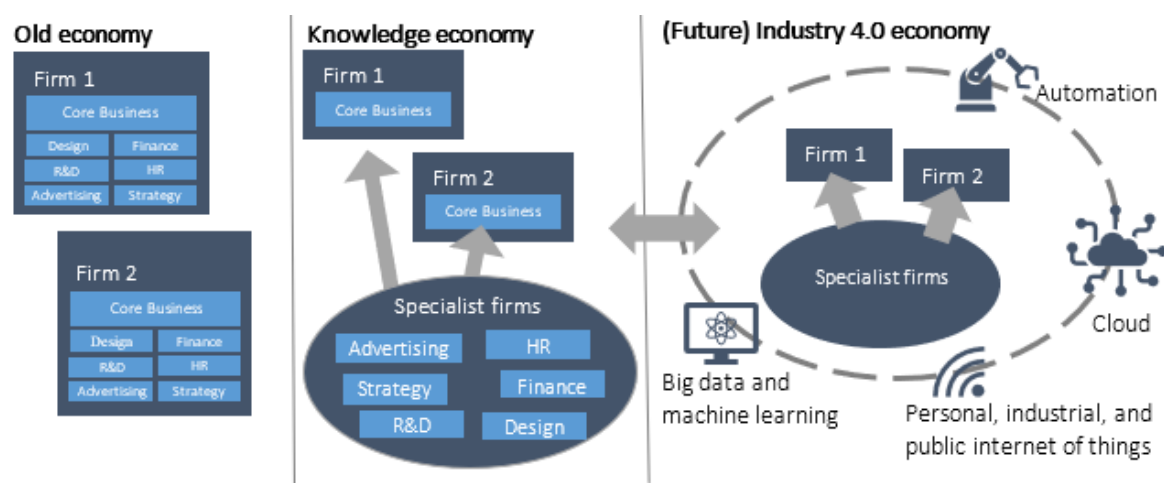 Old economy
Firm 1
Core Business
Design
Finance
R&D
HR
Advertising
Strategy
Firm 2
Core Business
Design
Finance
R&D
HR
Advertising
Strategy
Knowledge economy
Firm 1
Core Business
Firm 2
Core Business
Specialist firms
Advertising
HR
Strategy
Finance
R&D
Design
(Future) Industry 4.0 economy
Automation
Firm 1
Firm 2
Specialist firms
Cloud
Big data and
machine learning
Personal, industrial, and
public internet of things